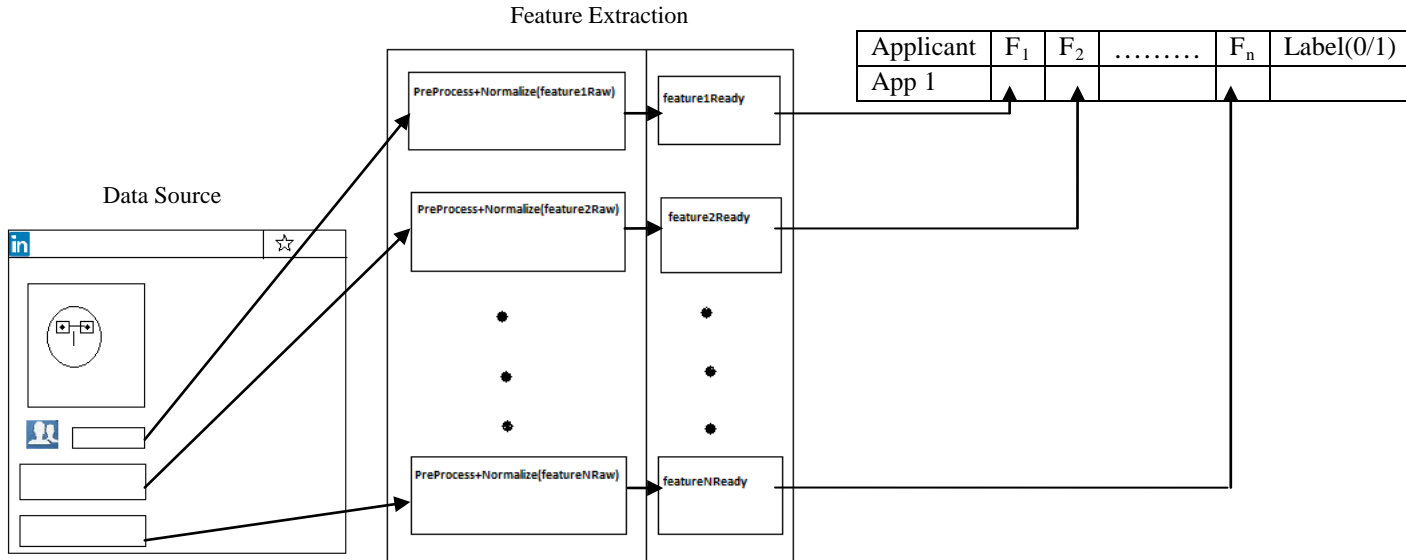 Feature Extraction
Applicant F₁ F₂ ……… Fₙ Label(0/1)
App 1
PreProcess+Normalize(feature1Raw)
feature1Ready
Data Source
PreProcess+Normalize(feature2Raw)
feature2Ready
in
PreProcess+Normalize(featureNRaw)
featureNReady